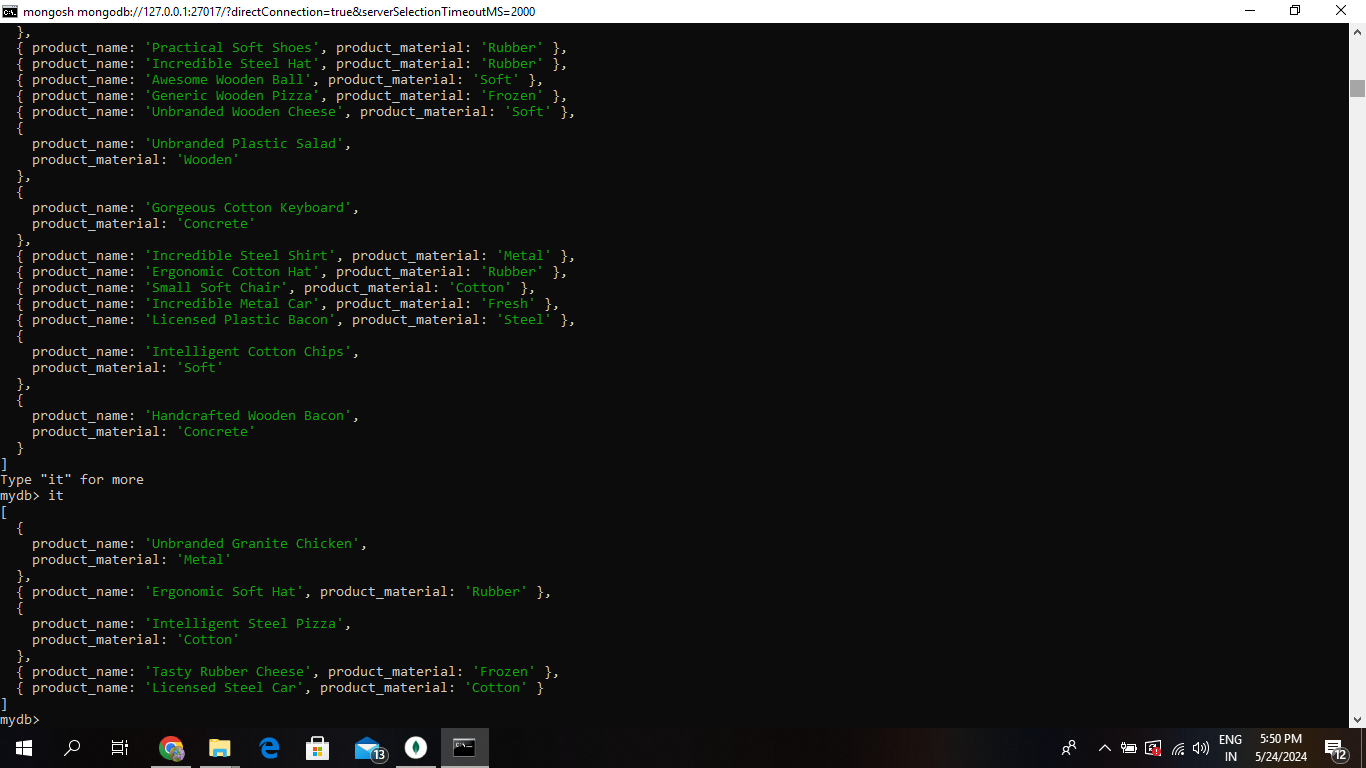 mongosh mongodb://127.0.0.1:27017/?directConnection=true&serverSelectionTimeoutMS=2000
  },
  { product_name: 'Practical Soft Shoes', product_material: 'Rubber' },
  { product_name: 'Incredible Steel Hat', product_material: 'Rubber' },
  { product_name: 'Awesome Wooden Ball', product_material: 'Soft' },
  { product_name: 'Generic Wooden Pizza', product_material: 'Frozen' },
  { product_name: 'Unbranded Wooden Cheese', product_material: 'Soft' },
  {
    product_name: 'Unbranded Plastic Salad',
    product_material: 'Wooden'
  },
  {
    product_name: 'Gorgeous Cotton Keyboard',
    product_material: 'Concrete'
  },
  { product_name: 'Incredible Steel Shirt', product_material: 'Metal' },
  { product_name: 'Ergonomic Cotton Hat', product_material: 'Rubber' },
  { product_name: 'Small Soft Chair', product_material: 'Cotton' },
  { product_name: 'Incredible Metal Car', product_material: 'Fresh' },
  { product_name: 'Licensed Plastic Bacon', product_material: 'Steel' },
  {
    product_name: 'Intelligent Cotton Chips',
    product_material: 'Soft'
  },
  {
    product_name: 'Handcrafted Wooden Bacon',
    product_material: 'Concrete'
  }
]
Type "it" for more
mydb> it
[
  {
    product_name: 'Unbranded Granite Chicken',
    product_material: 'Metal'
  },
  { product_name: 'Ergonomic Soft Hat', product_material: 'Rubber' },
  {
    product_name: 'Intelligent Steel Pizza',
    product_material: 'Cotton'
  },
  { product_name: 'Tasty Rubber Cheese', product_material: 'Frozen' },
  { product_name: 'Licensed Steel Car', product_material: 'Cotton' }
]
mydb>
13
ENG
IN
5:50 PM
5/24/2024
12